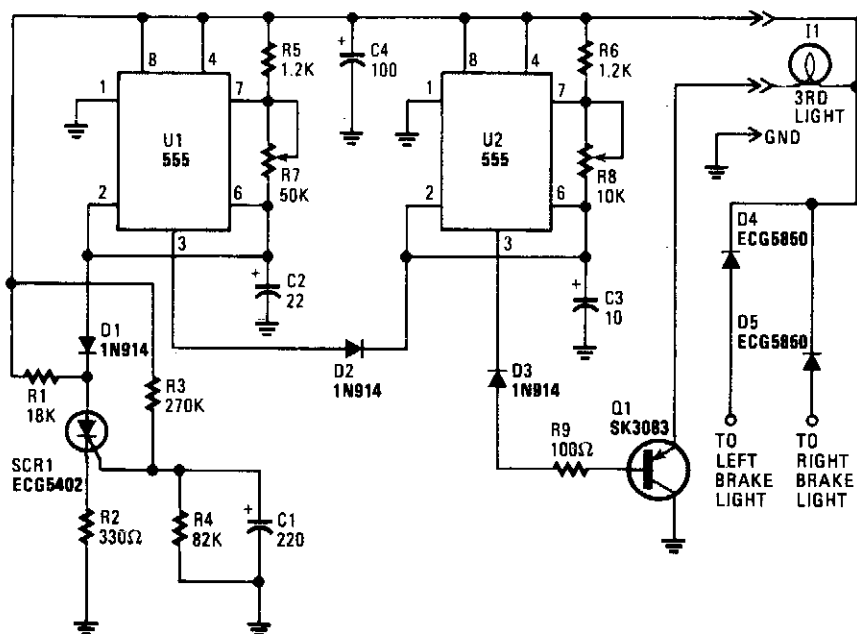 R5
1.2K
C4
100
R6
1.2K
I1
3RD
LIGHT
GND
8
4
1
7
U1
555
2
6
3
R7
50K
8
4
1
7
U2
555
2
6
3
R8
10K
+
+
C2
22
+
C3
10
D4
ECG5850
D5
ECG5860
D1
1N914
R1
18K
R3
270K
D2
1N914
D3
1N914
R9
100Ω
Q1
SK3083
TO
LEFT
BRAKE
LIGHT
TO
RIGHT
BRAKE
LIGHT
SCR1
ECG5402
R2
330Ω
R4
82K
+
C1
220